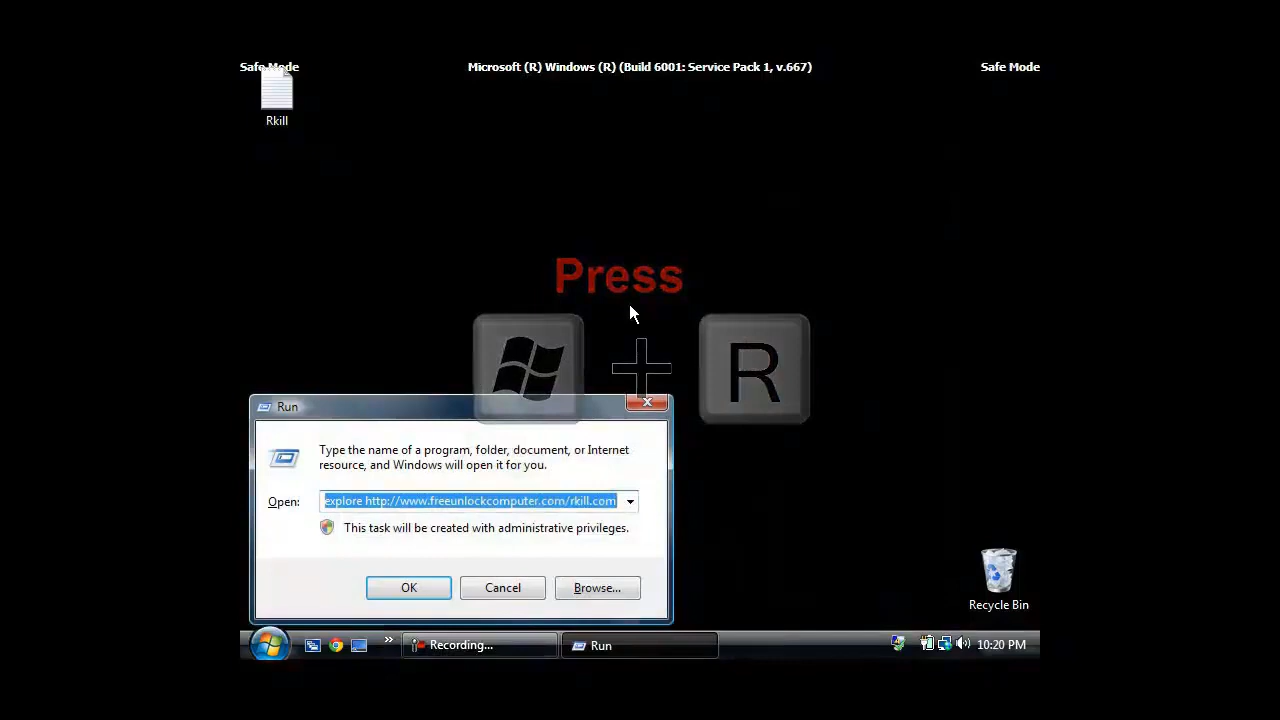 Safe Mode
Microsoft (R) Windows (R) (Build 6001: Service Pack 1, v.667)
Safe Mode
Rkill
Press
R
Run
Type the name of a program, folder, document, or Internet
resource, and Windows will open it for you.
Open:
explore http://www.freeunlockcomputer.com/rkill.com
This task will be created with administrative privileges.
OK
Cancel
Browse...
Recycle Bin
Recording...
Run
10:20 PM